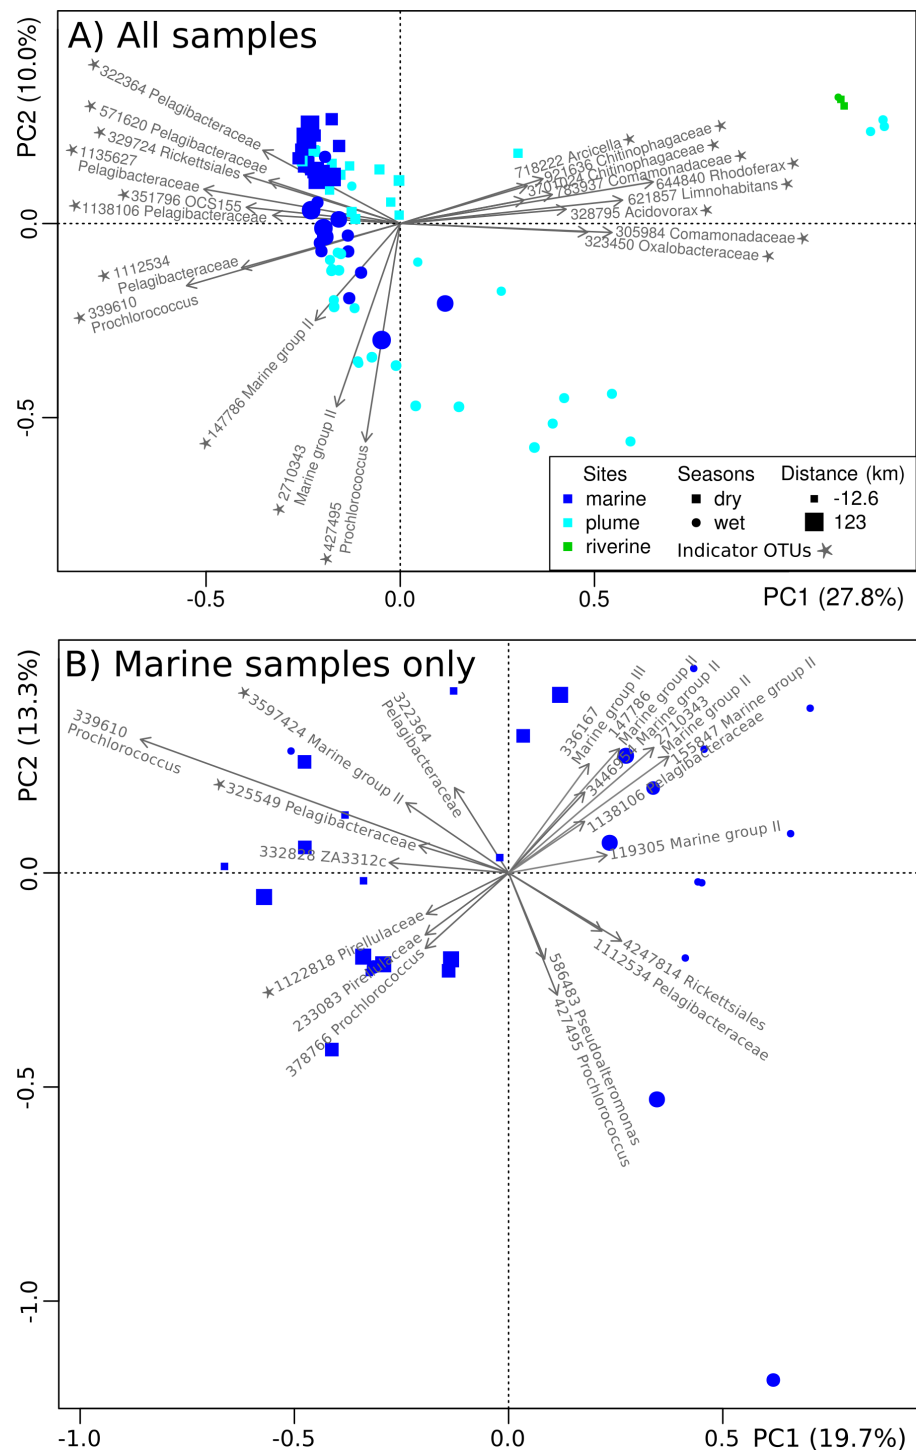 A) All samples
PC2 (10.0%)
0.0
-0.5
★322364 Pelagibacteraceae
★571620 Pelagibacteraceae
★329724 Rickettsiales
★1135627
Pelagibacteraceae
★351796 OCS155
★1138106 Pelagibacteraceae
★1112534
Pelagibacteraceae
★339610
Prochlorococcus
★147786 Marine group II
★2710343
Marine group II
★427495
Prochlorococcus
718222 Arcicella★
921636 Chitinophagaceae★
3701024 Chitinophagaceae★
783937 Comamonadaceae★
644840 Rhodoferax★
621857 Limnohabitans★
328795 Acidovorax★
305984 Comamonadaceae★
323450 Oxalobacteraceae★
Sites
marine
plume
riverine
Seasons
dry
wet
Distance (km)
-12.6
123
Indicator OTUs ★
-0.5
0.0
0.5
PC1 (27.8%)
B) Marine samples only
PC2 (13.3%)
0.0
-0.5
-1.0
339610
Prochlorococcus
★3597424 Marine group II
322364
Pelagibacteraceae
★325549 Pelagibacteraceae
332828 ZA3312c
★1122818 Pirellulaceae
233083 Pirellulaceae
378766 Prochlorococcus
336167
Marine group III
147786
Marine group II
Marine group II
2710343
Marine group II
155847 Marine group II
1138106 Pelagibacteraceae
119305 Marine group II
4247814 Rickettsiales
1112534 Pelagibacteraceae
586483 Pseudoalteromonas
427495 Prochlorococcus
-1.0
-0.5
0.0
0.5
PC1 (19.7%)